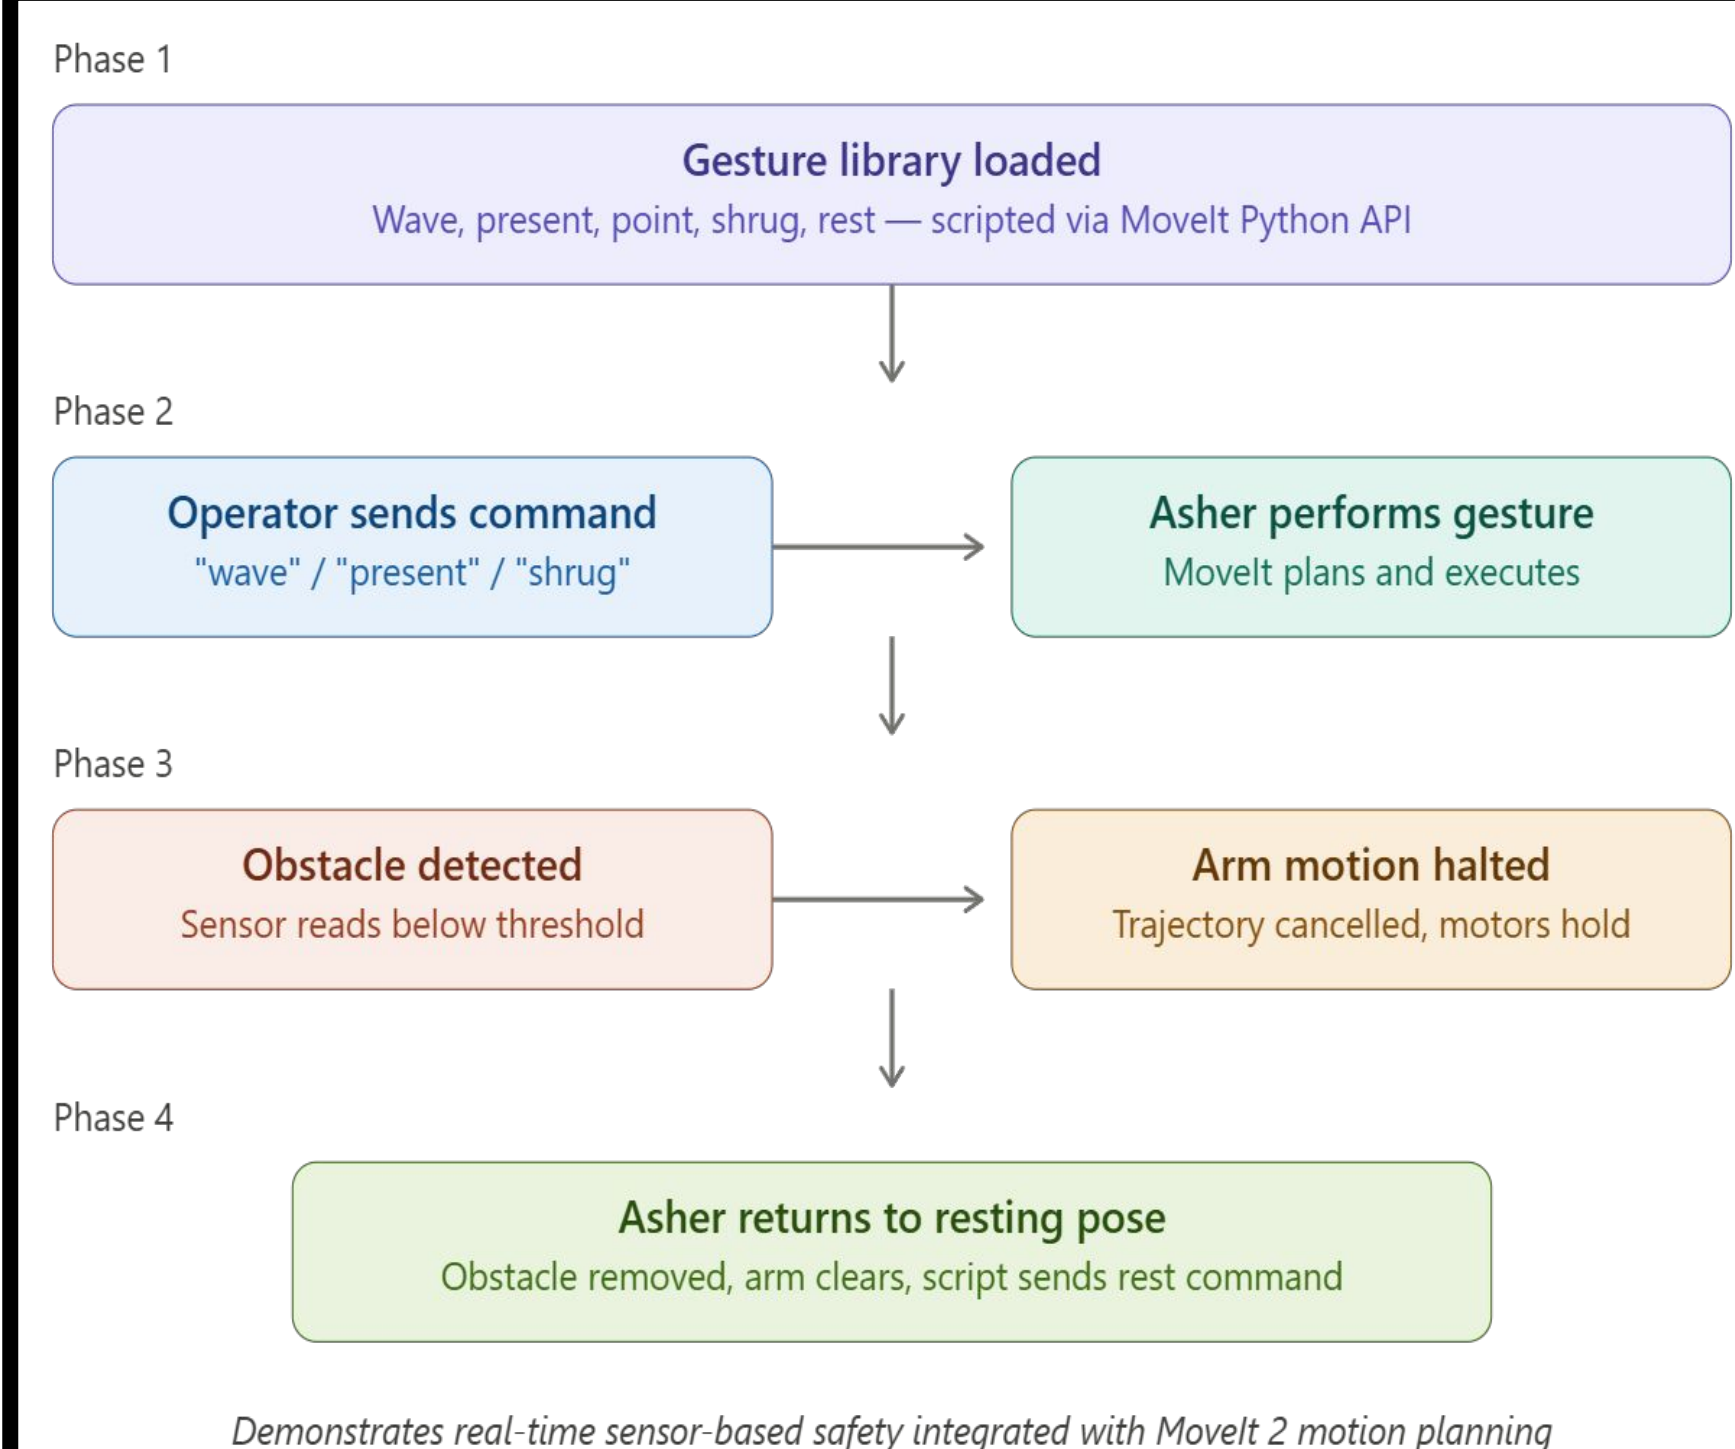 Phase 1
Gesture library loaded
Wave, present, point, shrug, rest — scripted via MoveIt Python API
Phase 2
Operator sends command
"wave" / "present" / "shrug"
Asher performs gesture
MoveIt plans and executes
Phase 3
Obstacle detected
Sensor reads below threshold
Arm motion halted
Trajectory cancelled, motors hold
Phase 4
Asher returns to resting pose
Obstacle removed, arm clears, script sends rest command
Demonstrates real-time sensor-based safety integrated with MoveIt 2 motion planning